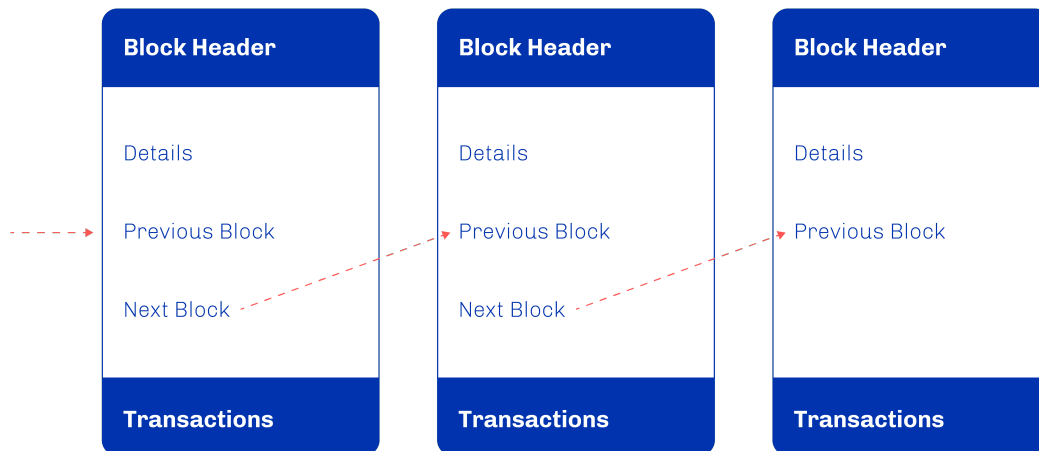 Block Header
Details
Previous Block
Next Block
Transactions
Block Header
Details
Previous Block
Next Block
Transactions
Block Header
Details
Previous Block
Transactions